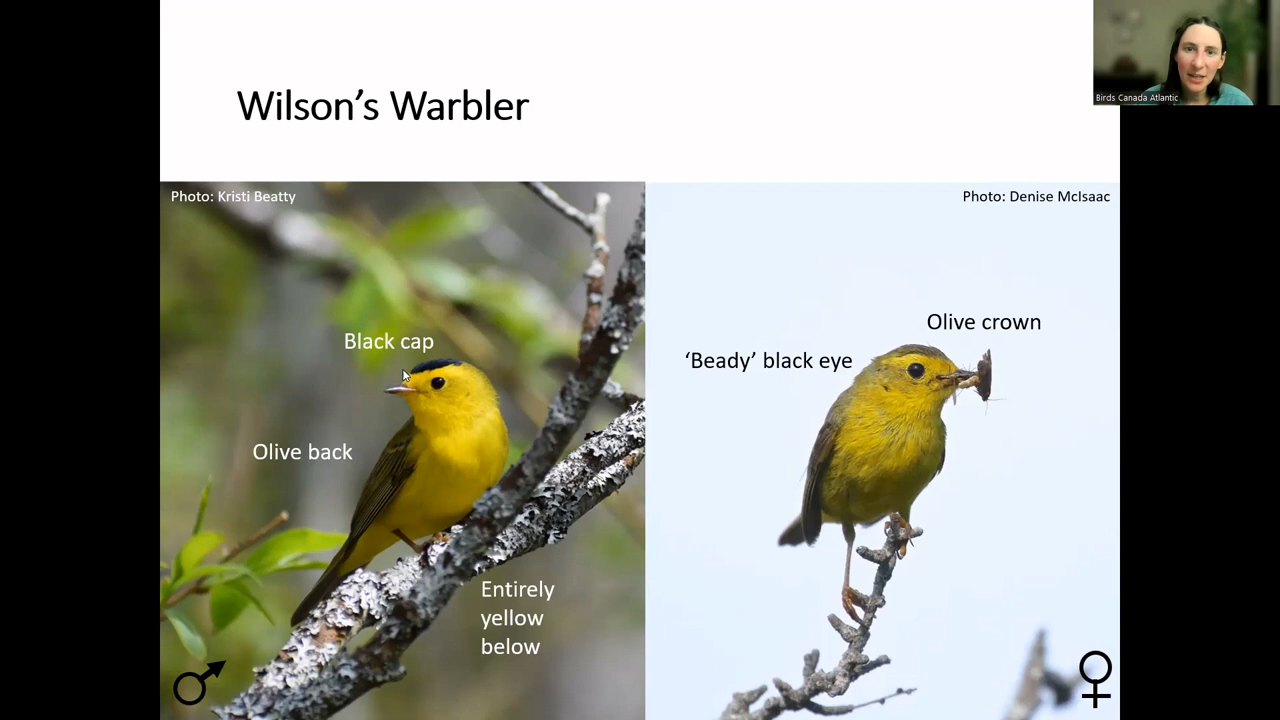 Birds Canada Atlantic
Wilson's Warbler
Photo: Kristi Beatty
Photo: Denise McIsaac
Black cap
Olive back
Entirely
yellow
below
Olive crown
‘Beady’ black eye